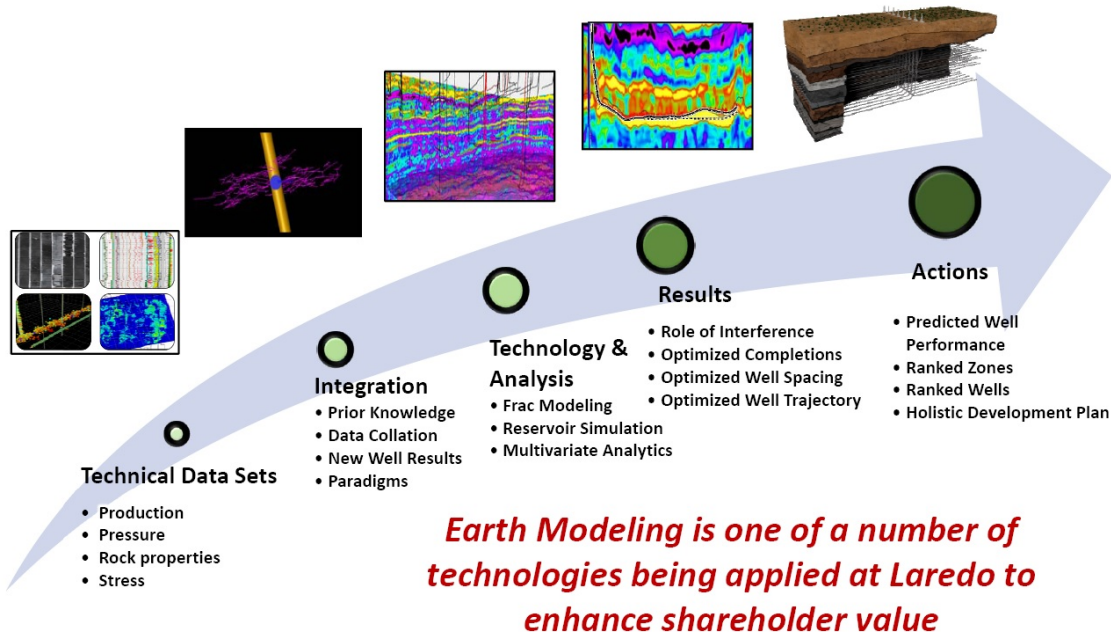 Technical Data Sets
• Production
• Pressure
• Rock properties
• Stress
Integration
• Prior Knowledge
• Data Collation
• New Well Results
• Paradigms
Technology &
Analysis
• Frac Modeling
• Reservoir Simulation
• Multivariate Analytics
Results
• Role of Interference
• Optimized Completions
• Optimized Well Spacing
• Optimized Well Trajectory
Actions
• Predicted Well
Performance
• Ranked Zones
• Ranked Wells
• Holistic Development Plan
Earth Modeling is one of a number of
technologies being applied at Laredo to
enhance shareholder value